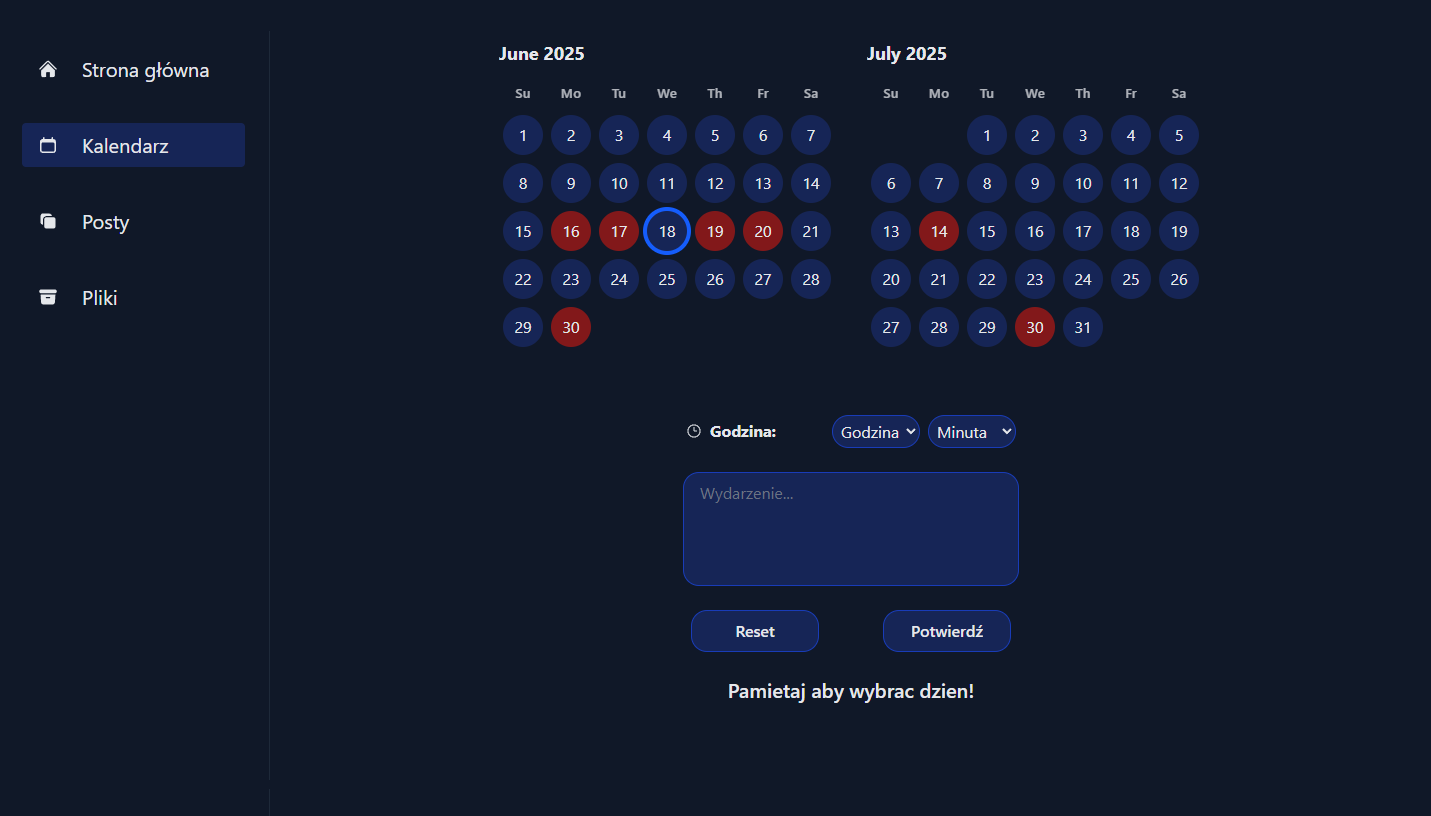 Strona główna
Kalendarz
Posty
Pliki
June 2025
Su Mo Tu We Th Fr Sa
1 2 3 4 5 6 7
8 9 10 11 12 13 14
15 16 17 18 19 20 21
22 23 24 25 26 27 28
29 30
July 2025
Su Mo Tu We Th Fr Sa
1 2 3 4 5
6 7 8 9 10 11 12
13 14 15 16 17 18 19
20 21 22 23 24 25 26
27 28 29 30 31
Godzina: Godzina Minuta
Wydarzenie...
Reset Potwierdź
Pamietaj aby wybrac dzien!